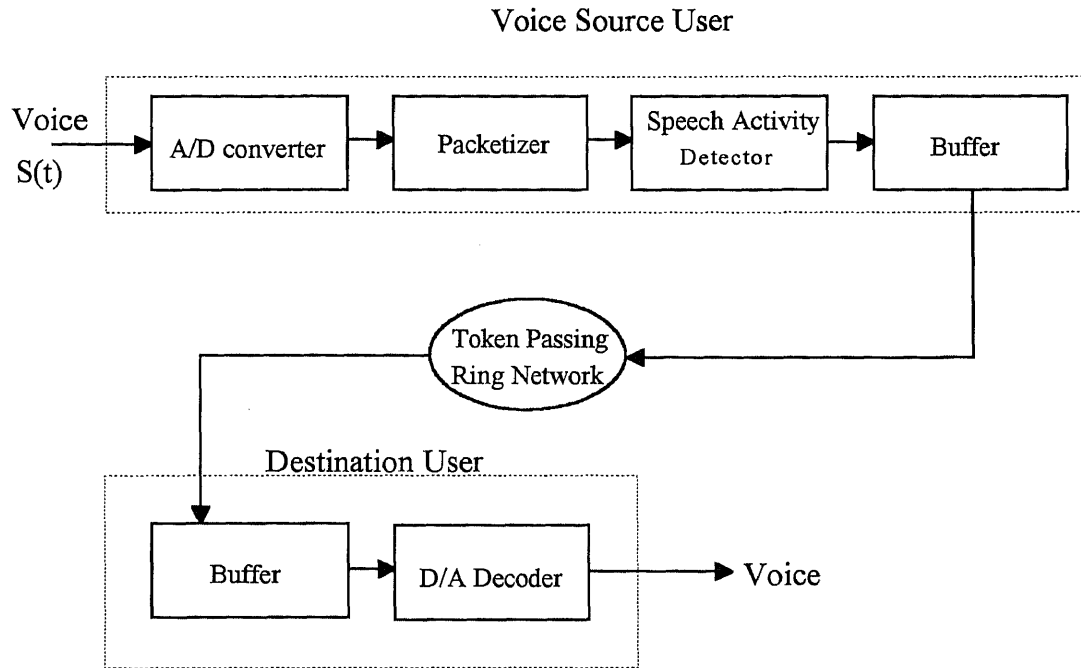 Voice Source User
Voice
S(t)
A/D converter
Packetizer
Speech Activity
Detector
Buffer
Token Passing
Ring Network
Destination User
Buffer
D/A Decoder
Voice